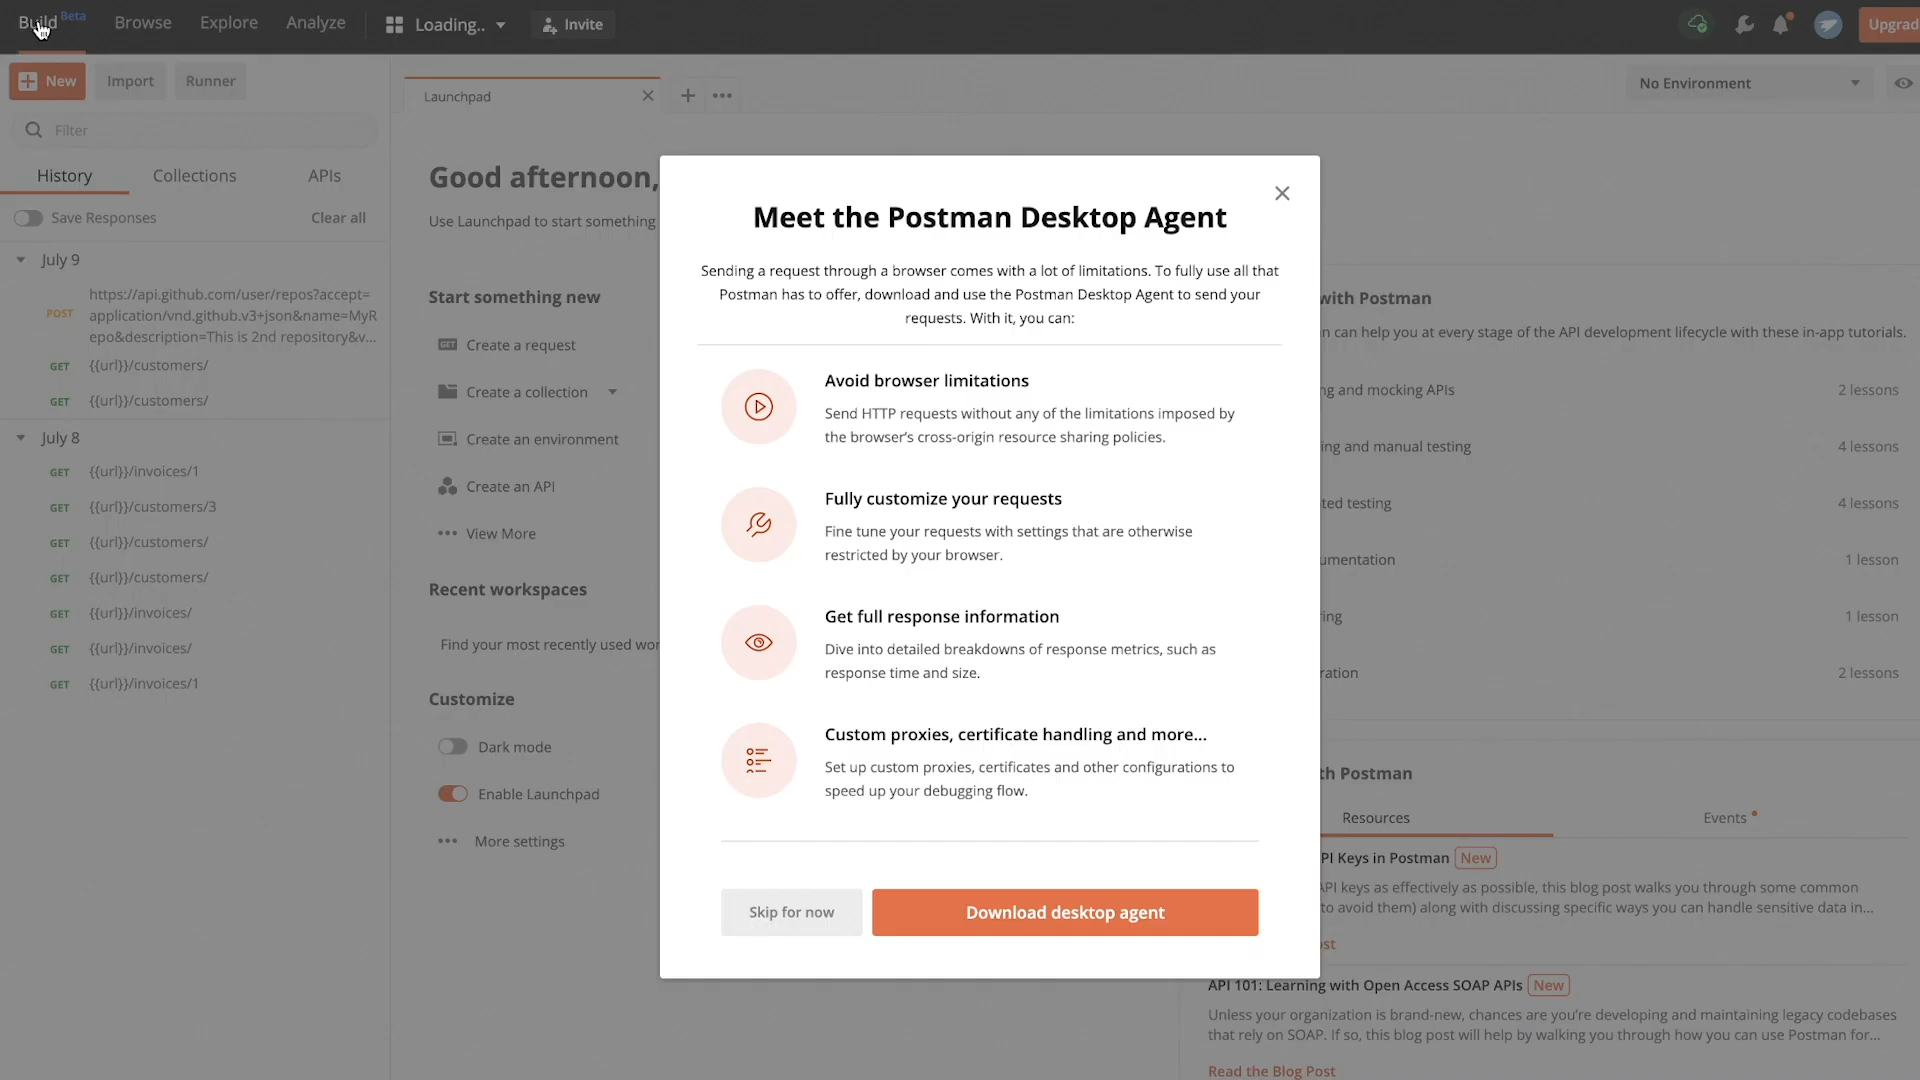 Build Beta
Browse
Explore
Analyze
Loading..
Invite
Upgrad
New
Import
Runner
Launchpad
No Environment
Filter
History
Collections
APIs
Save Responses
Clear all
July 9
POST
https://api.github.com/user/repos?accept=
application/vnd.github.v3+json&name=MyR
epo&description=This is 2nd repository&v...
GET {{url}}/customers/
GET {{url}}/customers/
July 8
GET {{url}}/invoices/1
GET {{url}}/customers/3
GET {{url}}/customers/
GET {{url}}/customers/
GET {{url}}/invoices/
GET {{url}}/invoices/
GET {{url}}/invoices/1
Good afternoon,
Use Launchpad to start something
Start something new
GET Create a request
Create a collection
Create an environment
Create an API
View More
Recent workspaces
Find your most recently used wor
Customize
Dark mode
Enable Launchpad
More settings
Meet the Postman Desktop Agent
Sending a request through a browser comes with a lot of limitations. To fully use all that
Postman has to offer, download and use the Postman Desktop Agent to send your
requests. With it, you can:
Avoid browser limitations
Send HTTP requests without any of the limitations imposed by
the browser's cross-origin resource sharing policies.
Fully customize your requests
Fine tune your requests with settings that are otherwise
restricted by your browser.
Get full response information
Dive into detailed breakdowns of response metrics, such as
response time and size.
Custom proxies, certificate handling and more...
Set up custom proxies, certificates and other configurations to
speed up your debugging flow.
Skip for now
Download desktop agent
with Postman
n can help you at every stage of the API development lifecycle with these in-app tutorials.
ng and mocking APIs 2 lessons
ing and manual testing 4 lessons
ted testing 4 lessons
umentation 1 lesson
ring 1 lesson
ration 2 lessons
th Postman
Resources
Events
PI Keys in Postman New
API keys as effectively as possible, this blog post walks you through some common
to avoid them) along with discussing specific ways you can handle sensitive data in...
ost
API 101: Learning with Open Access SOAP APIs New
Unless your organization is brand-new, chances are you're developing and maintaining legacy codebases
that rely on SOAP. If so, this blog post will help by walking you through how you can use Postman for...
Read the Blog Post